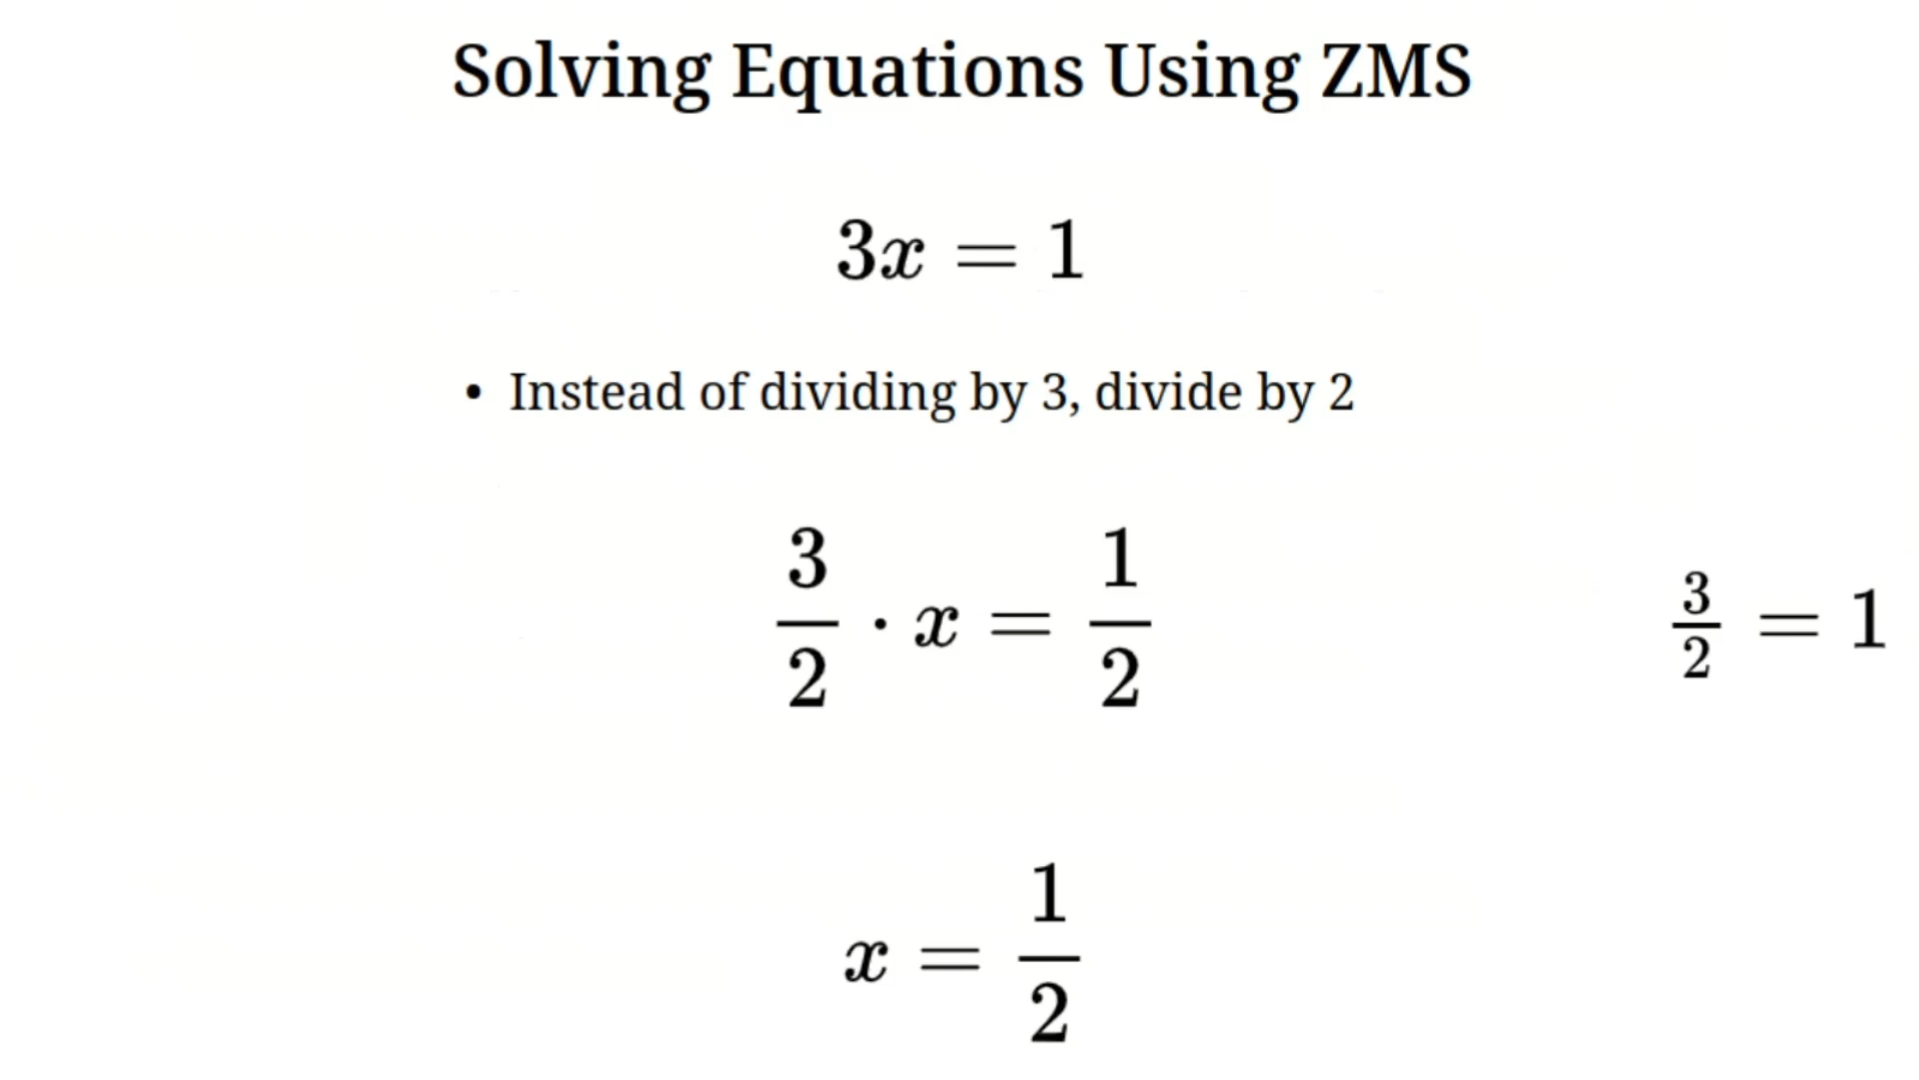 Solving Equations Using ZMS
3x = 1
• Instead of dividing by 3, divide by 2
3/2 · x = 1/2
3/2 = 1
x = 1/2